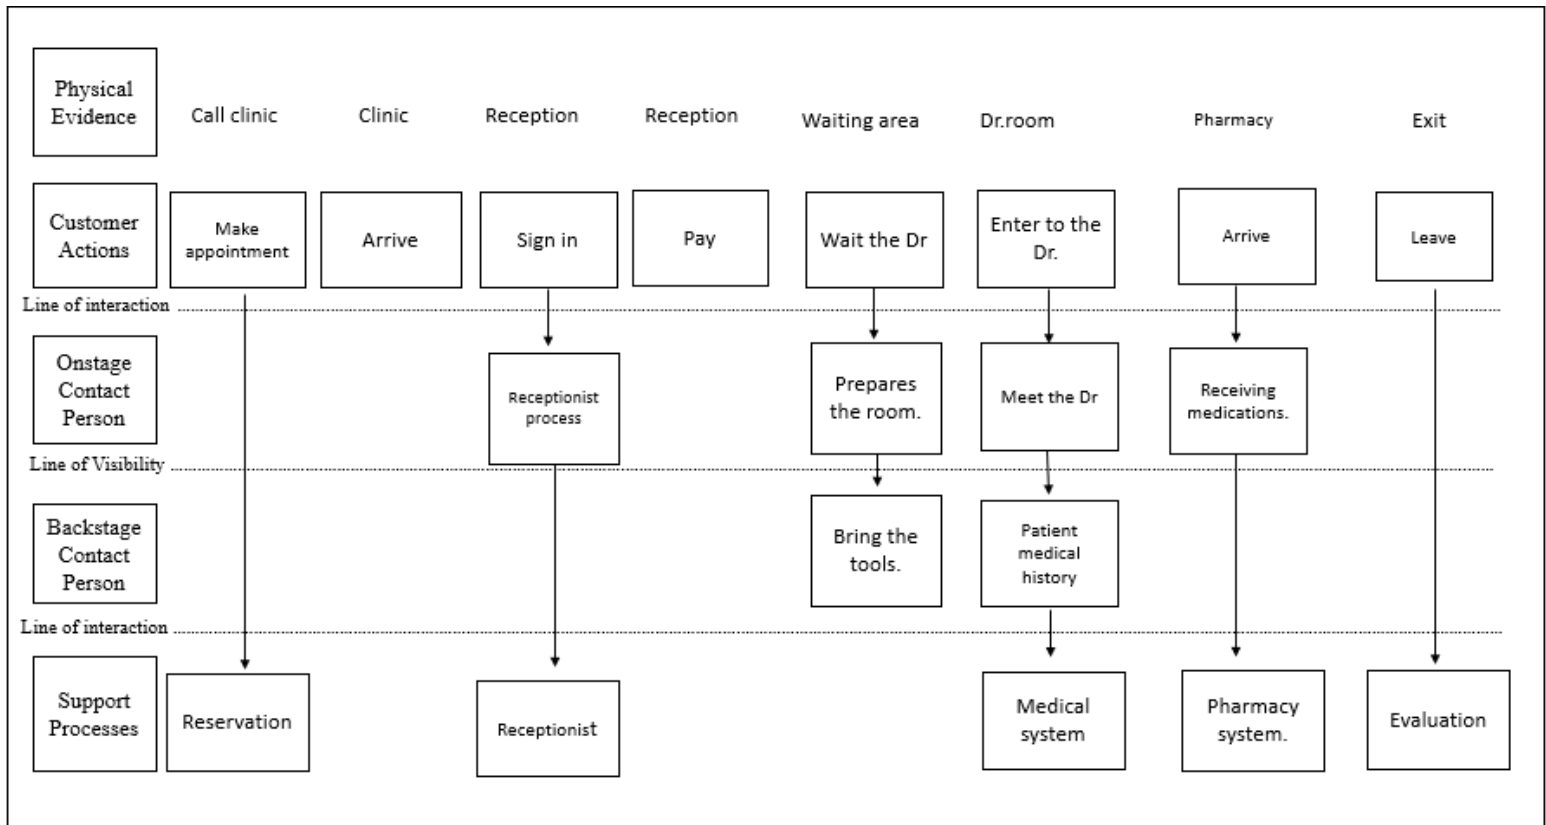 Physical
Evidence
Call clinic
Clinic
Reception
Reception
Waiting area
Dr.room
Pharmacy
Exit
Customer
Actions
Make
appointment
Arrive
Sign in
Pay
Wait the Dr
Enter to the
Dr.
Arrive
Leave
Line of interaction
Onstage
Contact
Person
Receptionist
process
Prepares
the room.
Meet the Dr
Receiving
medications.
Line of Visibility
Backstage
Contact
Person
Bring the
tools.
Patient
medical
history
Line of interaction
Support
Processes
Reservation
Receptionist
Medical
system
Pharmacy
system.
Evaluation